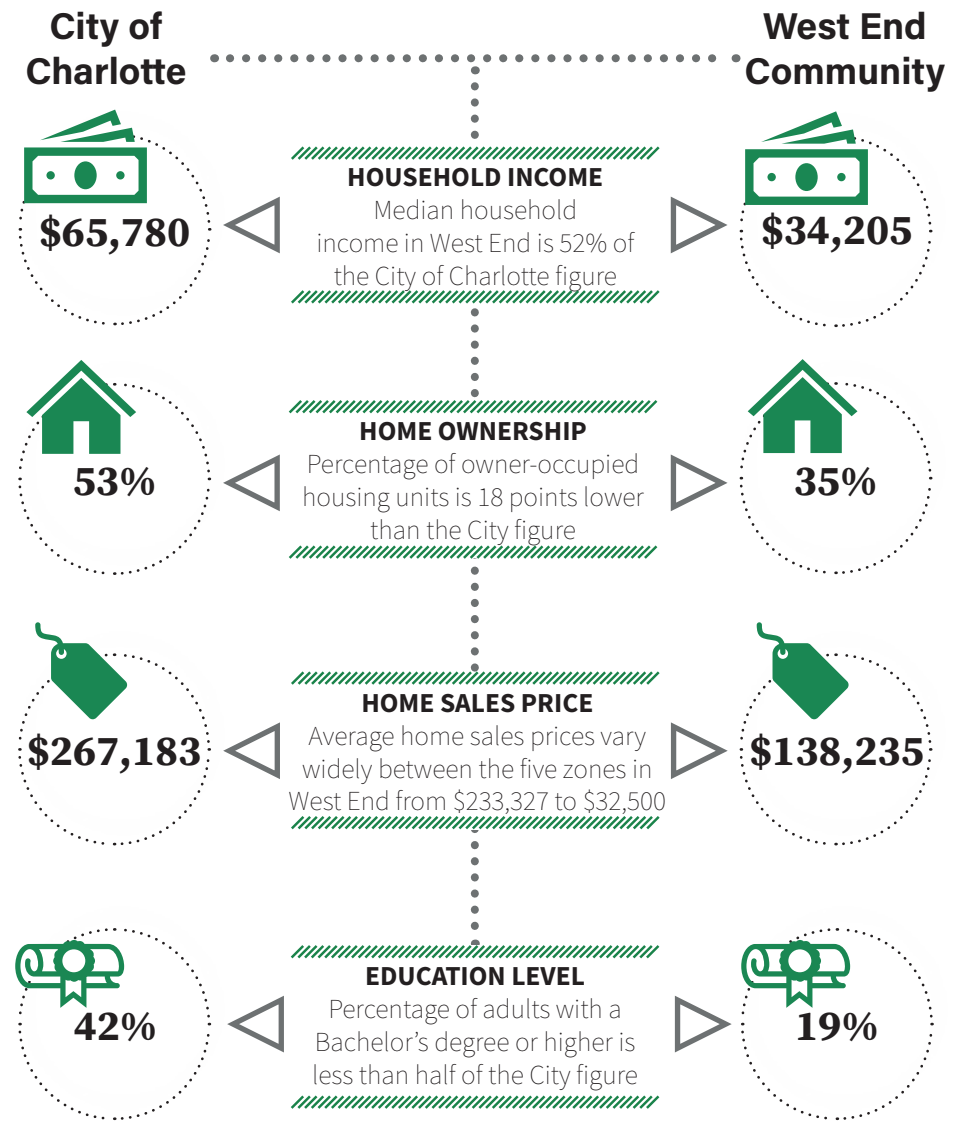 City of
Charlotte
West End
Community
$65,780
HOUSEHOLD INCOME
Median household
income in West End is 52% of
the City of Charlotte figure
$34,205
53%
HOME OWNERSHIP
Percentage of owner-occupied
housing units is 18 points lower
than the City figure
35%
$267,183
HOME SALES PRICE
Average home sales prices vary
widely between the five zones in
West End from $233,327 to $32,500
$138,235
42%
EDUCATION LEVEL
Percentage of adults with a
Bachelor’s degree or higher is
less than half of the City figure
19%